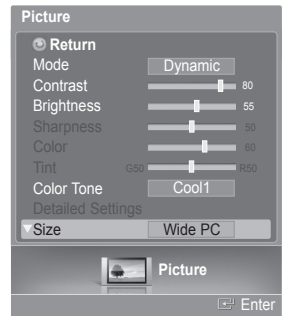 Picture
Return
Mode Dynamic
Contrast 80
Brightness 55
Sharpness 50
Color 60
Tint G50 R50
Color Tone Cool1
Detailed Settings
Size Wide PC
Picture
Enter